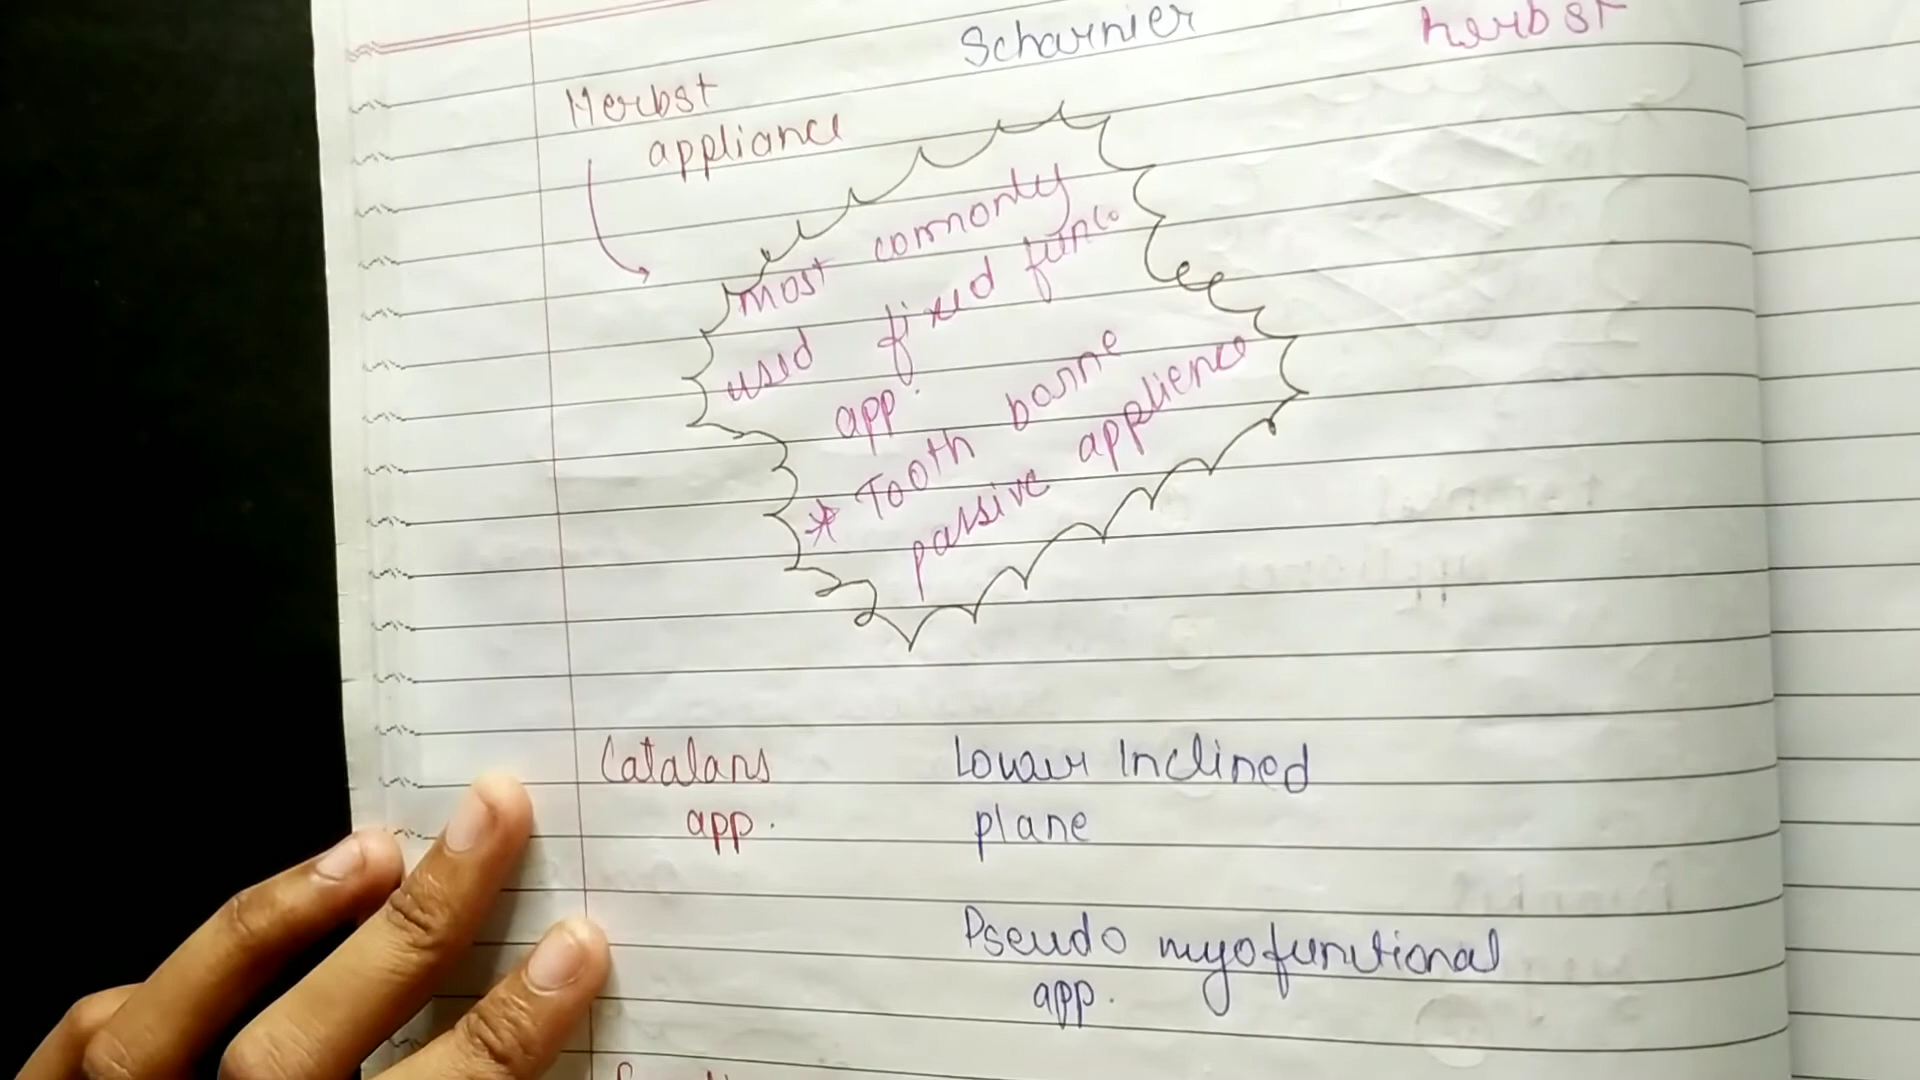 Scharnier herbst
Herbst
appliance
most commonly
used fixed func.
app.
* Tooth borne
passive applience
Catalans Lower Inclined
app. plane
Pseudo myofunctional
app.